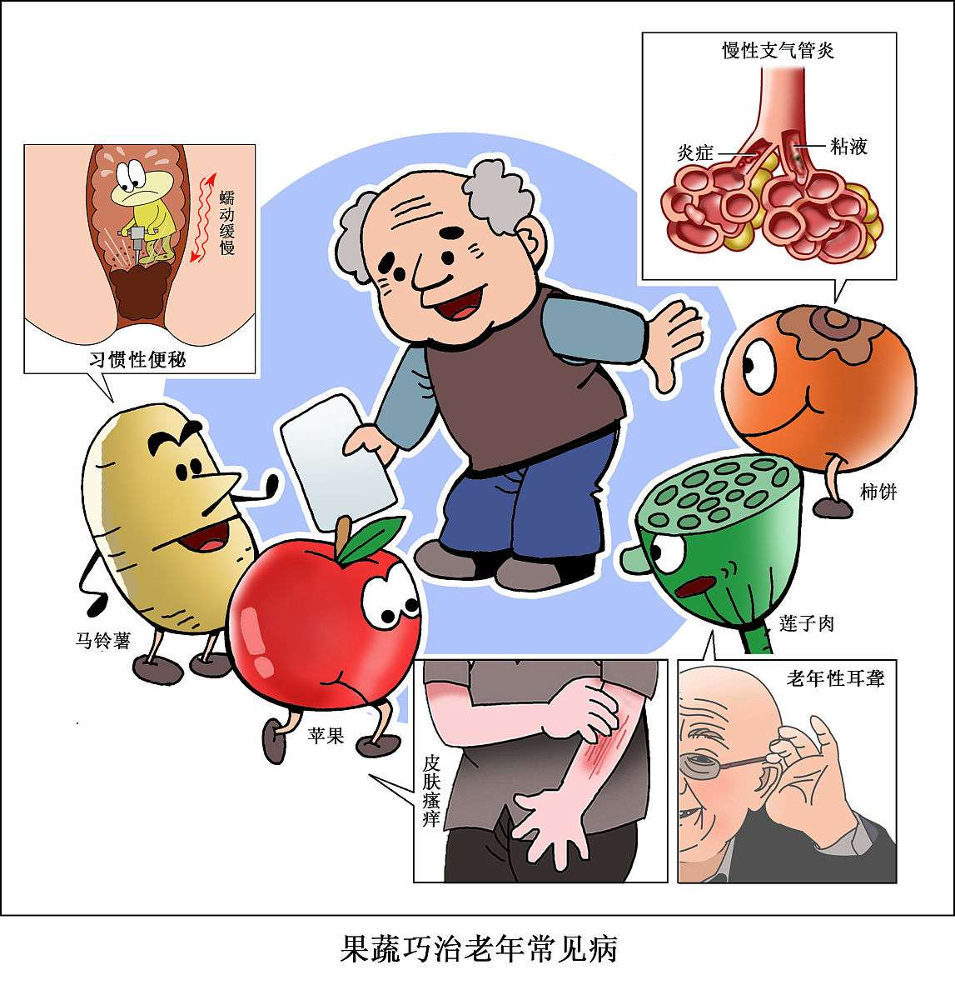 慢性支气管炎
炎症
粘液
蠕动缓慢
习惯性便秘
柿饼
马铃薯
莲子肉
苹果
皮肤瘙痒
老年性耳聋
果蔬巧治老年常见病